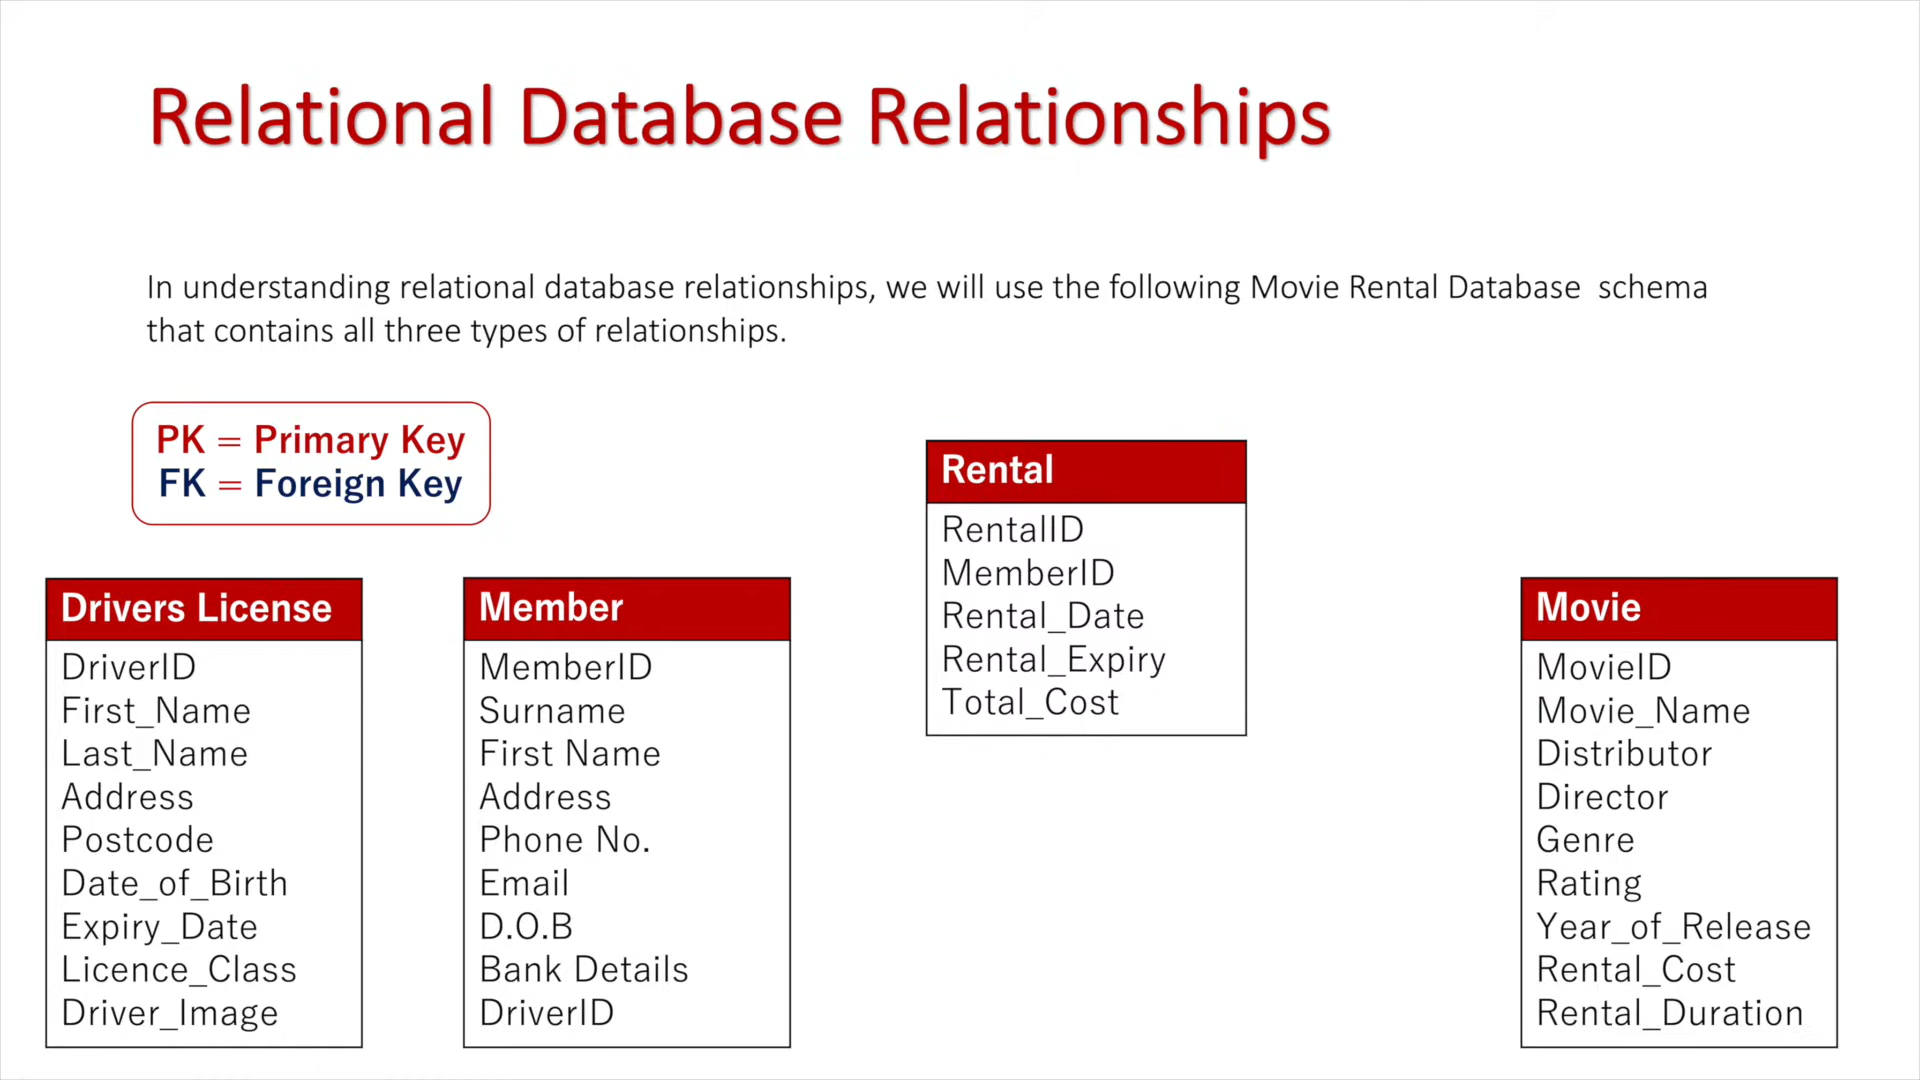 Relational Database Relationships
In understanding relational database relationships, we will use the following Movie Rental Database  schema
that contains all three types of relationships.
PK = Primary Key
FK = Foreign Key
Drivers License
DriverID
First_Name
Last_Name
Address
Postcode
Date_of_Birth
Expiry_Date
Licence_Class
Driver_Image
Member
MemberID
Surname
First Name
Address
Phone No.
Email
D.O.B
Bank Details
DriverID
Rental
RentalID
MemberID
Rental_Date
Rental_Expiry
Total_Cost
Movie
MovieID
Movie_Name
Distributor
Director
Genre
Rating
Year_of_Release
Rental_Cost
Rental_Duration